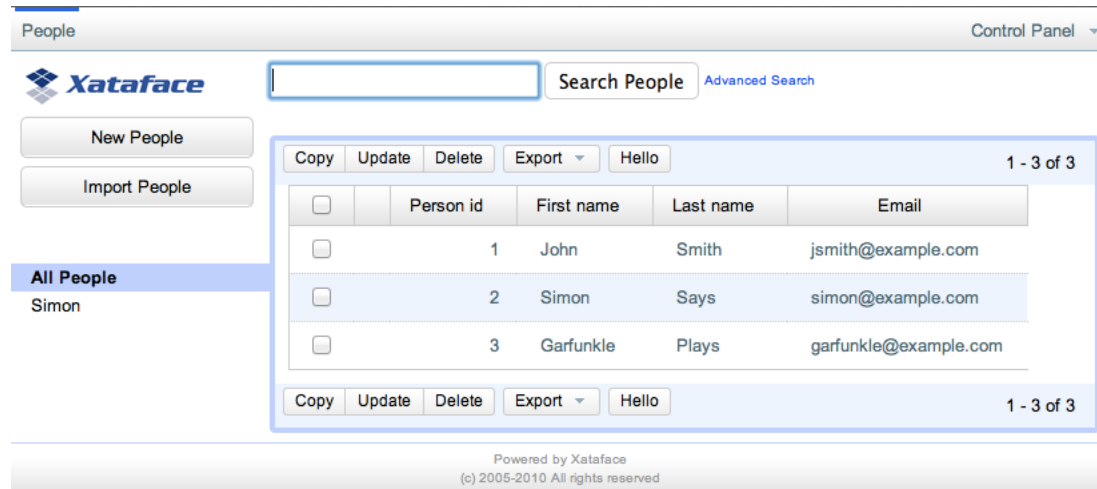 People Control Panel
Xataface
Search People Advanced Search
New People
Import People
All People
Simon
Copy Update Delete Export Hello 1 - 3 of 3
Person id First name Last name Email
1 John Smith jsmith@example.com
2 Simon Says simon@example.com
3 Garfunkle Plays garfunkle@example.com
Copy Update Delete Export Hello 1 - 3 of 3
Powered by Xataface
(c) 2005-2010 All rights reserved